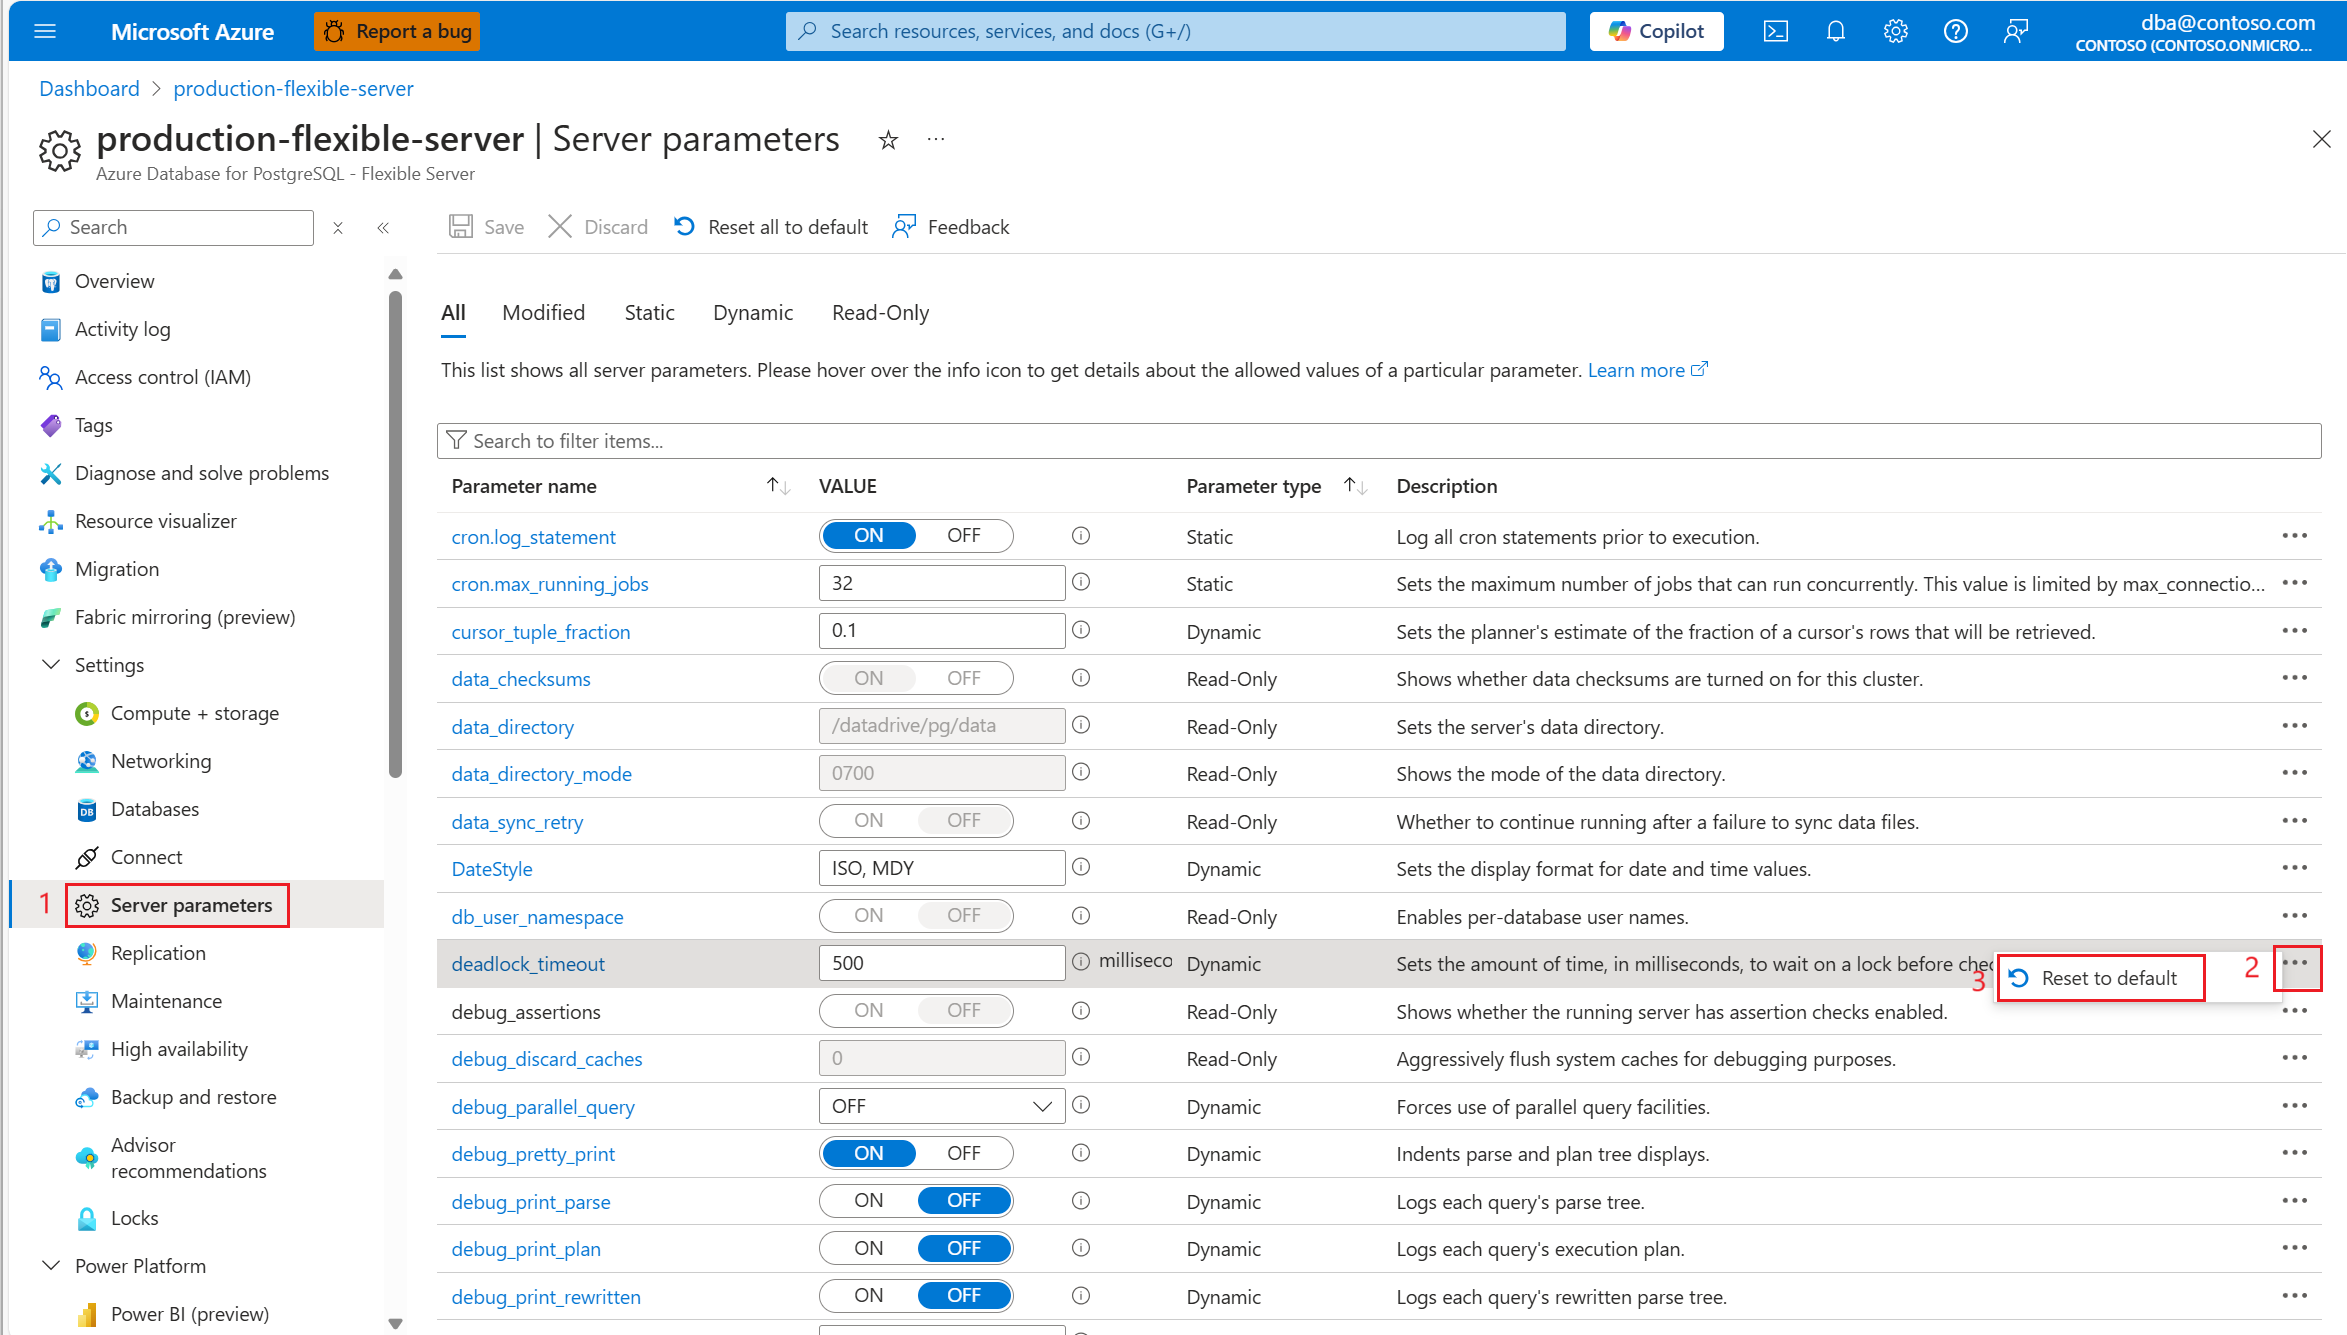 Microsoft Azure
Report a bug
Search resources, services, and docs (G+/)
Copilot
dba@contoso.com
CONTOSO (CONTOSO.ONMICRO...
Dashboard > production-flexible-server
production-flexible-server | Server parameters
Azure Database for PostgreSQL - Flexible Server
Search
Save
Discard
Reset all to default
Feedback
Overview
Activity log
Access control (IAM)
Tags
Diagnose and solve problems
Resource visualizer
Migration
Fabric mirroring (preview)
Settings
Compute + storage
Networking
Databases
Connect
1 Server parameters
Replication
Maintenance
High availability
Backup and restore
Advisor
recommendations
Locks
Power Platform
Power BI (preview)
All Modified Static Dynamic Read-Only
This list shows all server parameters. Please hover over the info icon to get details about the allowed values of a particular parameter. Learn more
Search to filter items...
Parameter name VALUE Parameter type Description
cron.log_statement ON OFF Static Log all cron statements prior to execution.
cron.max_running_jobs 32 Static Sets the maximum number of jobs that can run concurrently. This value is limited by max_connectio...
cursor_tuple_fraction 0.1 Dynamic Sets the planner's estimate of the fraction of a cursor's rows that will be retrieved.
data_checksums ON OFF Read-Only Shows whether data checksums are turned on for this cluster.
data_directory /datadrive/pg/data Read-Only Sets the server's data directory.
data_directory_mode 0700 Read-Only Shows the mode of the data directory.
data_sync_retry ON OFF Read-Only Whether to continue running after a failure to sync data files.
DateStyle ISO, MDY Dynamic Sets the display format for date and time values.
db_user_namespace ON OFF Read-Only Enables per-database user names.
deadlock_timeout 500 milliseco Dynamic Sets the amount of time, in milliseconds, to wait on a lock before chec
3 Reset to default 2
debug_assertions ON OFF Read-Only Shows whether the running server has assertion checks enabled.
debug_discard_caches 0 Read-Only Aggressively flush system caches for debugging purposes.
debug_parallel_query OFF Dynamic Forces use of parallel query facilities.
debug_pretty_print ON OFF Dynamic Indents parse and plan tree displays.
debug_print_parse ON OFF Dynamic Logs each query's parse tree.
debug_print_plan ON OFF Dynamic Logs each query's execution plan.
debug_print_rewritten ON OFF Dynamic Logs each query's rewritten parse tree.